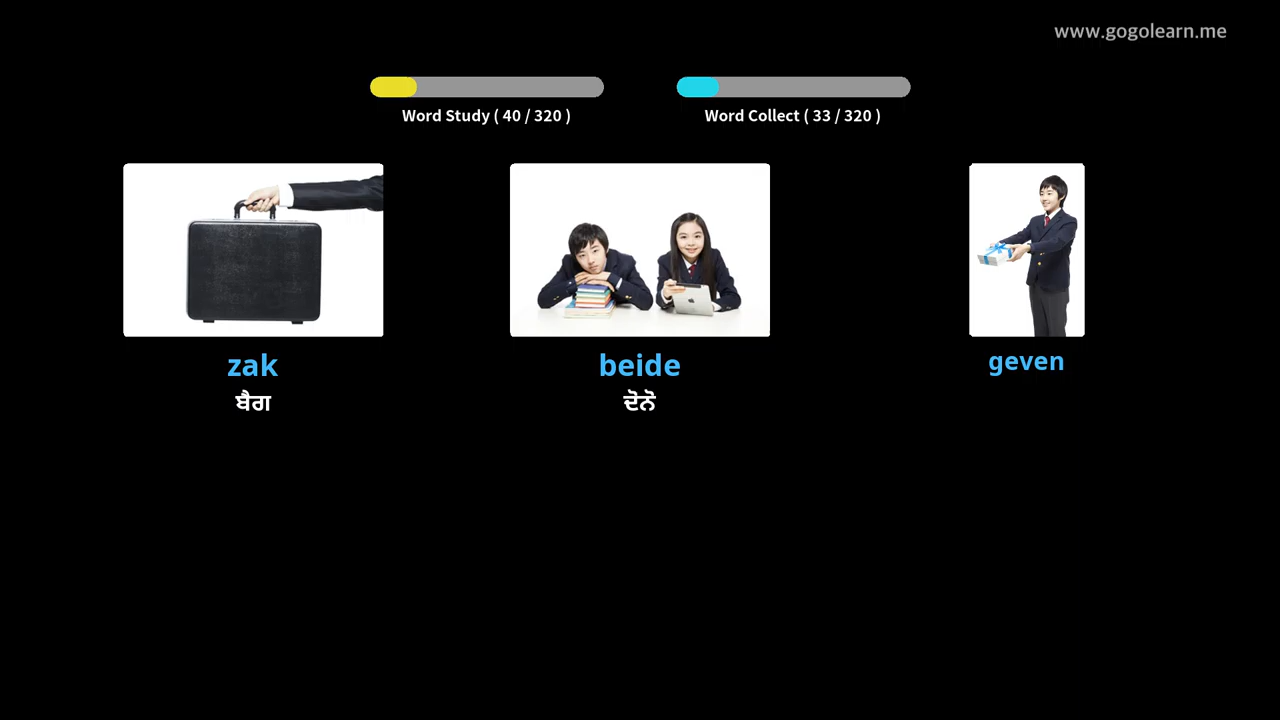 www.gogolearn.me
Word Study ( 40 / 320 )
Word Collect ( 33 / 320 )
zak
ਬੈਗ
beide
ਦੋਨੋ
geven